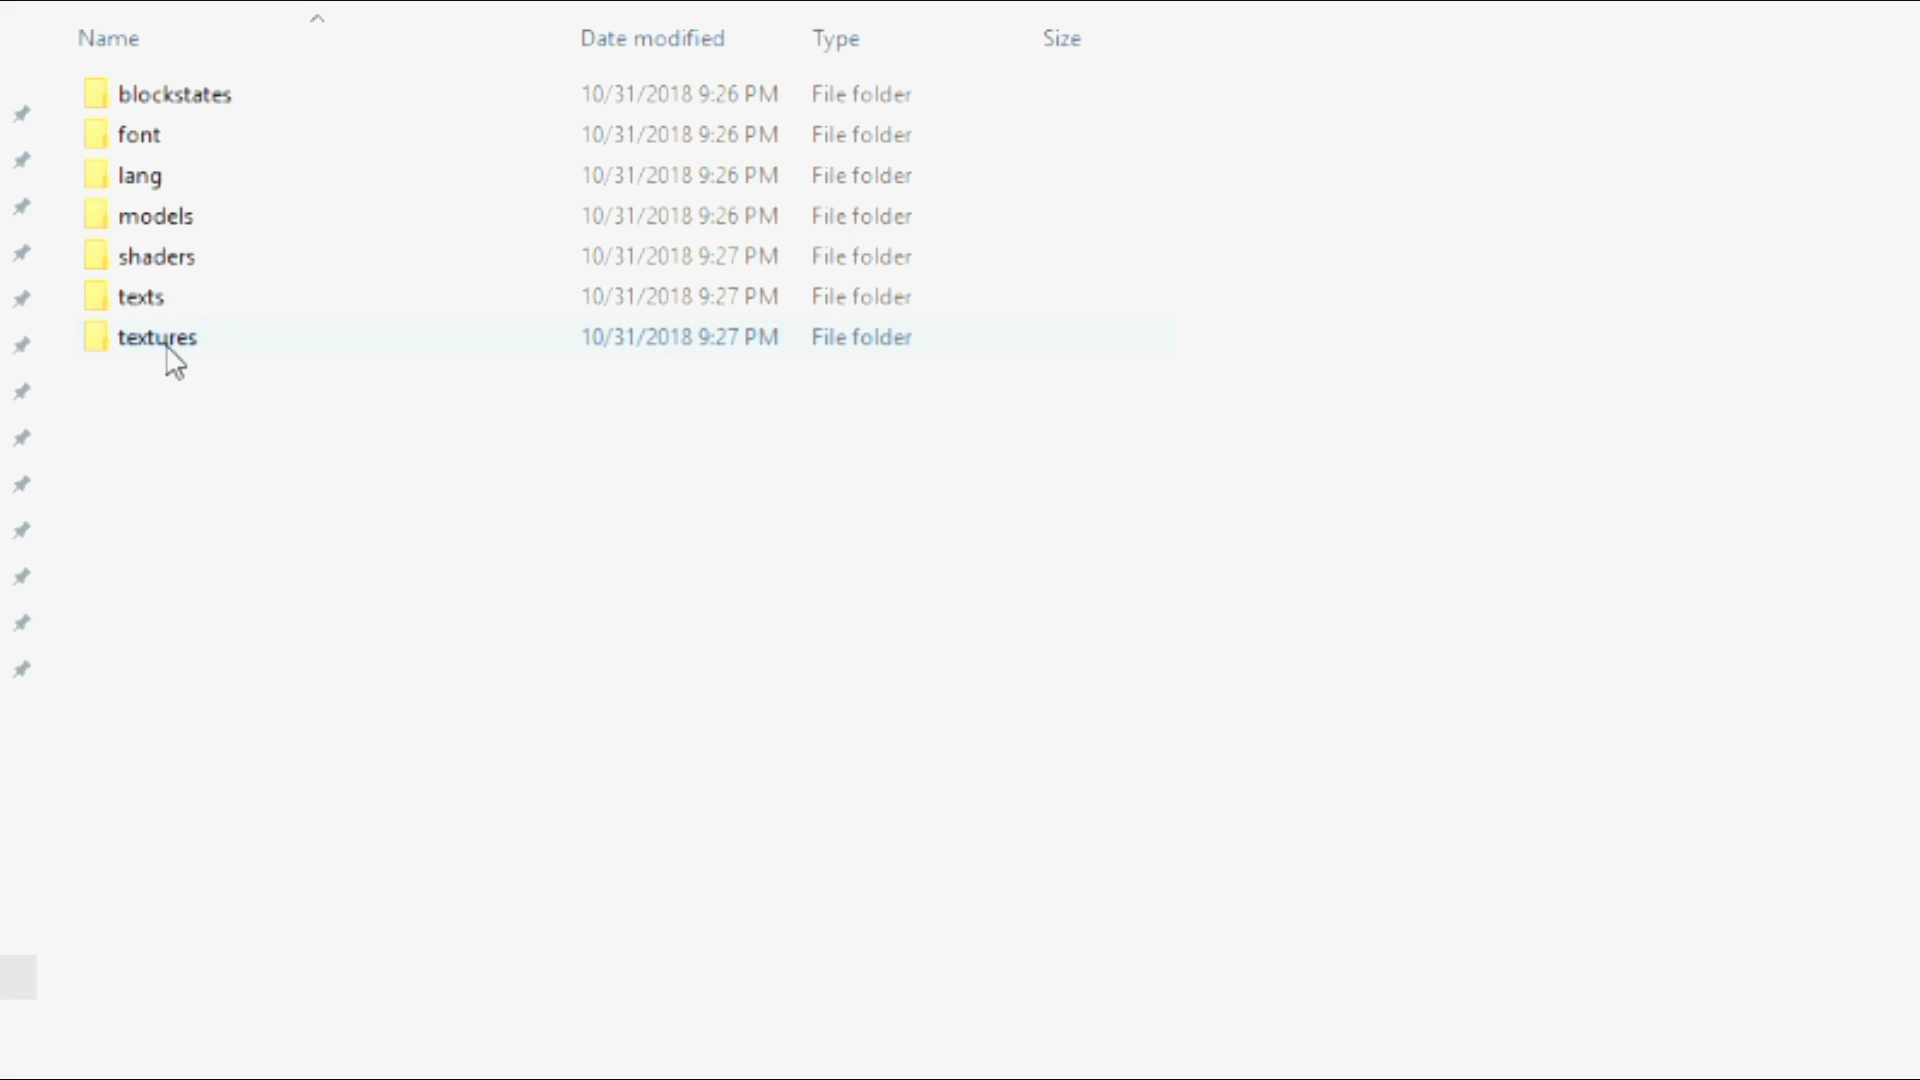 Name Date modified Type Size
blockstates 10/31/2018 9:26 PM File folder
font 10/31/2018 9:26 PM File folder
lang 10/31/2018 9:26 PM File folder
models 10/31/2018 9:26 PM File folder
shaders 10/31/2018 9:27 PM File folder
texts 10/31/2018 9:27 PM File folder
textures 10/31/2018 9:27 PM File folder